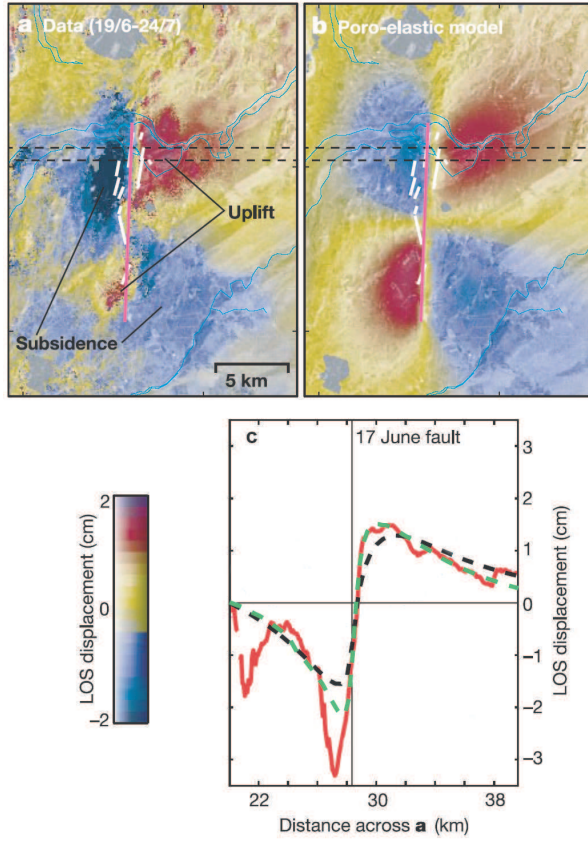 a Data (19/6-24/7)
b Poro-elastic model
Uplift
Subsidence
5 km
c
17 June fault
LOS displacement (cm)
2
0
−2
LOS displacement (cm)
3
2
1
0
−1
−2
−3
22
30
38
Distance across a (km)